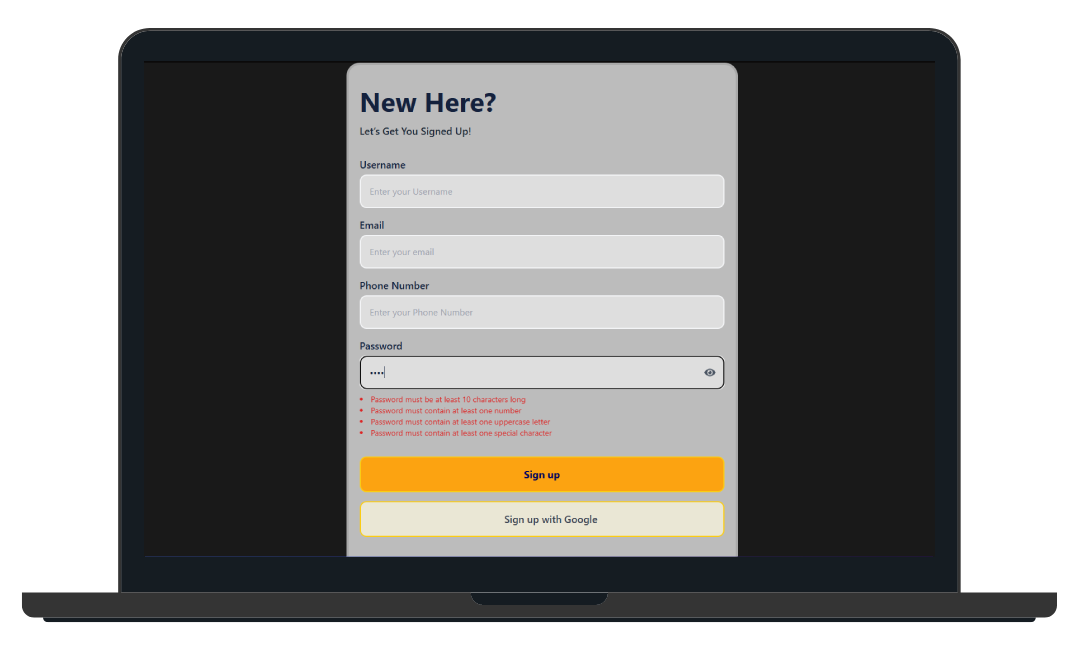 New Here?
Let's Get You Signed Up!
Username
Enter your Username
Email
Enter your email
Phone Number
Enter your Phone Number
Password
••••
• Password must be at least 10 characters long
• Password must contain at least one number
• Password must contain at least one uppercase letter
• Password must contain at least one special character
Sign up
Sign up with Google